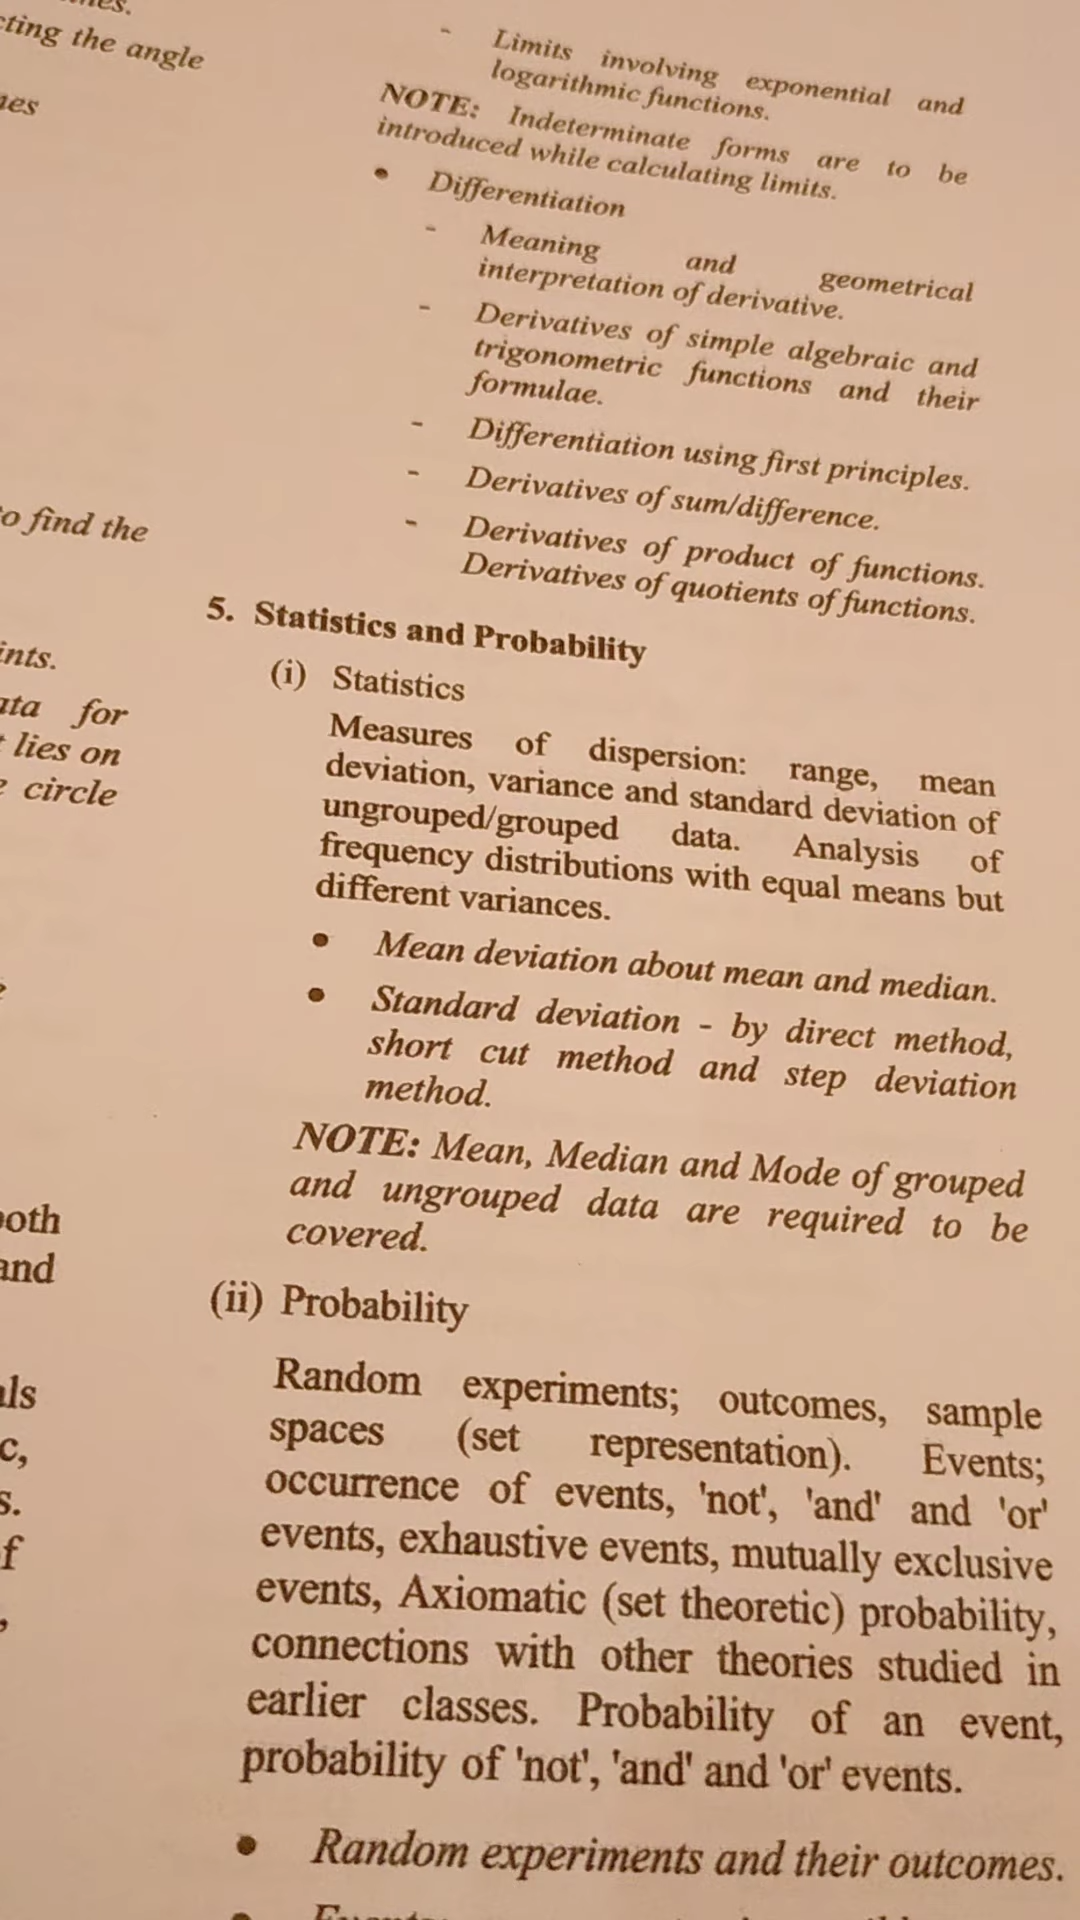 cting the angle
o find the
ints.
ata for
lies on
circle
and
- Limits involving exponential and
logarithmic functions.
NOTE: Indeterminate forms are to be
introduced while calculating limits.
• Differentiation
- Meaning and geometrical
interpretation of derivative.
- Derivatives of simple algebraic and
trigonometric functions and their
formulae.
- Differentiation using first principles.
- Derivatives of sum/difference.
- Derivatives of product of functions.
Derivatives of quotients of functions.
5. Statistics and Probability
(i) Statistics
Measures of dispersion: range, mean
deviation, variance and standard deviation of
ungrouped/grouped data. Analysis of
frequency distributions with equal means but
different variances.
• Mean deviation about mean and median.
• Standard deviation - by direct method,
short cut method and step deviation
method.
NOTE: Mean, Median and Mode of grouped
and ungrouped data are required to be
covered.
(ii) Probability
Random experiments; outcomes, sample
spaces (set representation). Events;
occurrence of events, 'not', 'and' and 'or'
events, exhaustive events, mutually exclusive
events, Axiomatic (set theoretic) probability,
connections with other theories studied in
earlier classes. Probability of an event,
probability of 'not', 'and' and 'or' events.
• Random experiments and their outcomes.